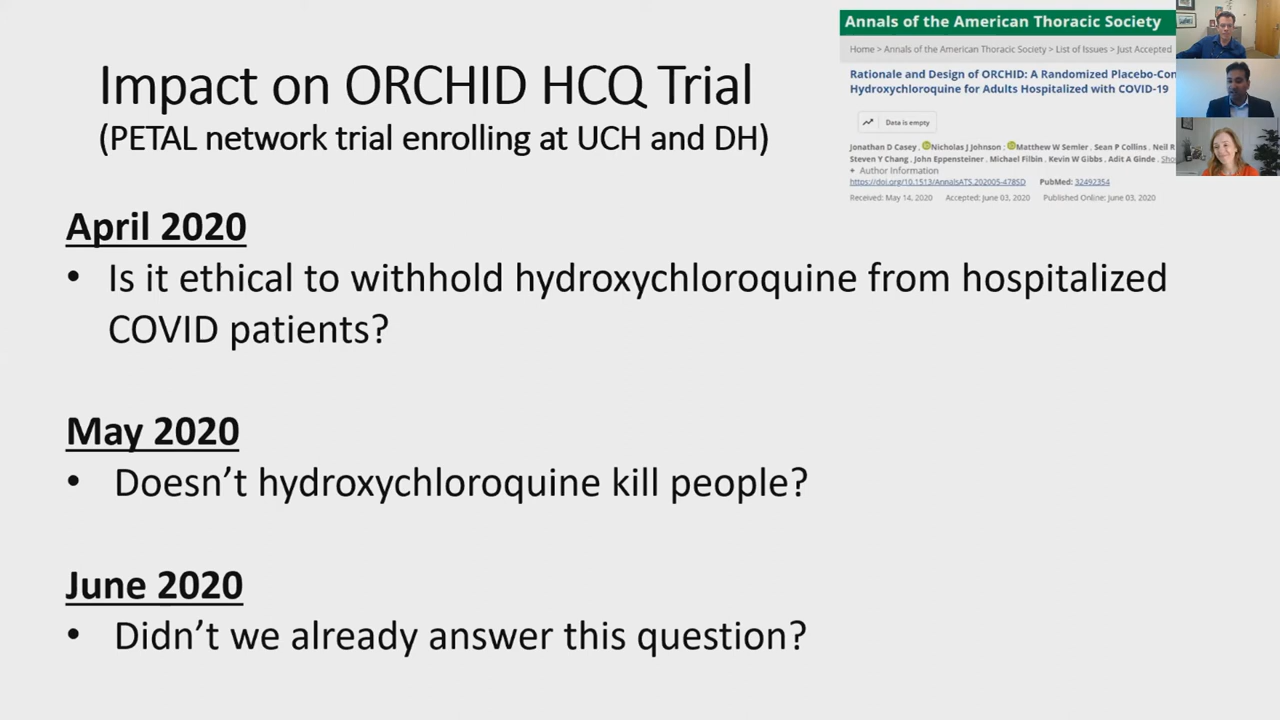 Impact on ORCHID HCQ Trial
(PETAL network trial enrolling at UCH and DH)
Annals of the American Thoracic Society
Home > Annals of the American Thoracic Society > List of Issues > Just Accepted
Rationale and Design of ORCHID: A Randomized
Hydroxychloroquine for Adults Hospitalized with COVID-19
Data is empty
Jonathan D Casey, Nicholas J Johnson; Matthew W Semler, Sean P Collins, Neil R
Steven Y Chang, John Eppensteiner, Michael Filbin, Kevin W Gibbs, Adit A Ginde
+ Author Information
https://doi.org/10.1513/AnnalsATS.202005-478SD PubMed: 32492354
Received: May 14, 2020 Accepted: June 03, 2020 Published Online: June 03, 2020
April 2020
• Is it ethical to withhold hydroxychloroquine from hospitalized
COVID patients?
May 2020
• Doesn’t hydroxychloroquine kill people?
June 2020
• Didn’t we already answer this question?